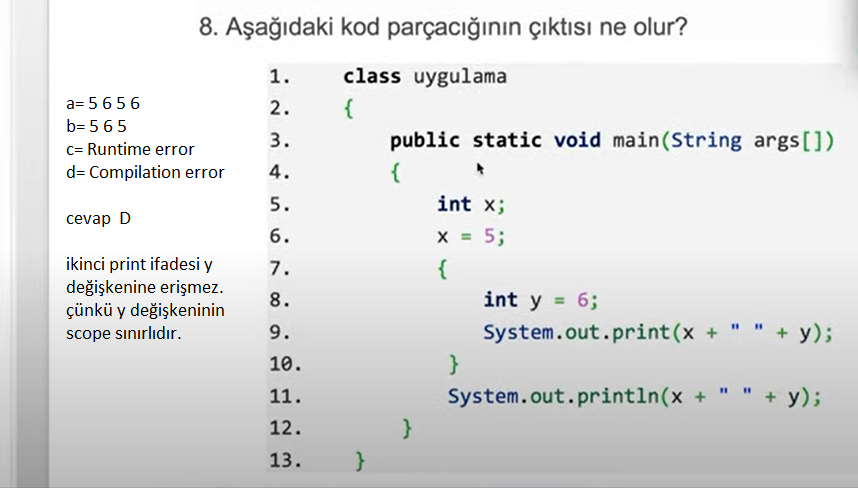 8. Aşağıdaki kod parçacığının çıktısı ne olur?
a= 5 6 5 6
b= 5 6 5
c= Runtime error
d= Compilation error
cevap D
ikinci print ifadesi y
değişkenine erişmez.
çünkü y değişkeninin
scope sınırlıdır.
1. class uygulama
2. {
3. public static void main(String args[])
4. {
5. int x;
6. x = 5;
7. {
8. int y = 6;
9. System.out.print(x + " " + y);
10. }
11. System.out.println(x + " " + y);
12. }
13. }